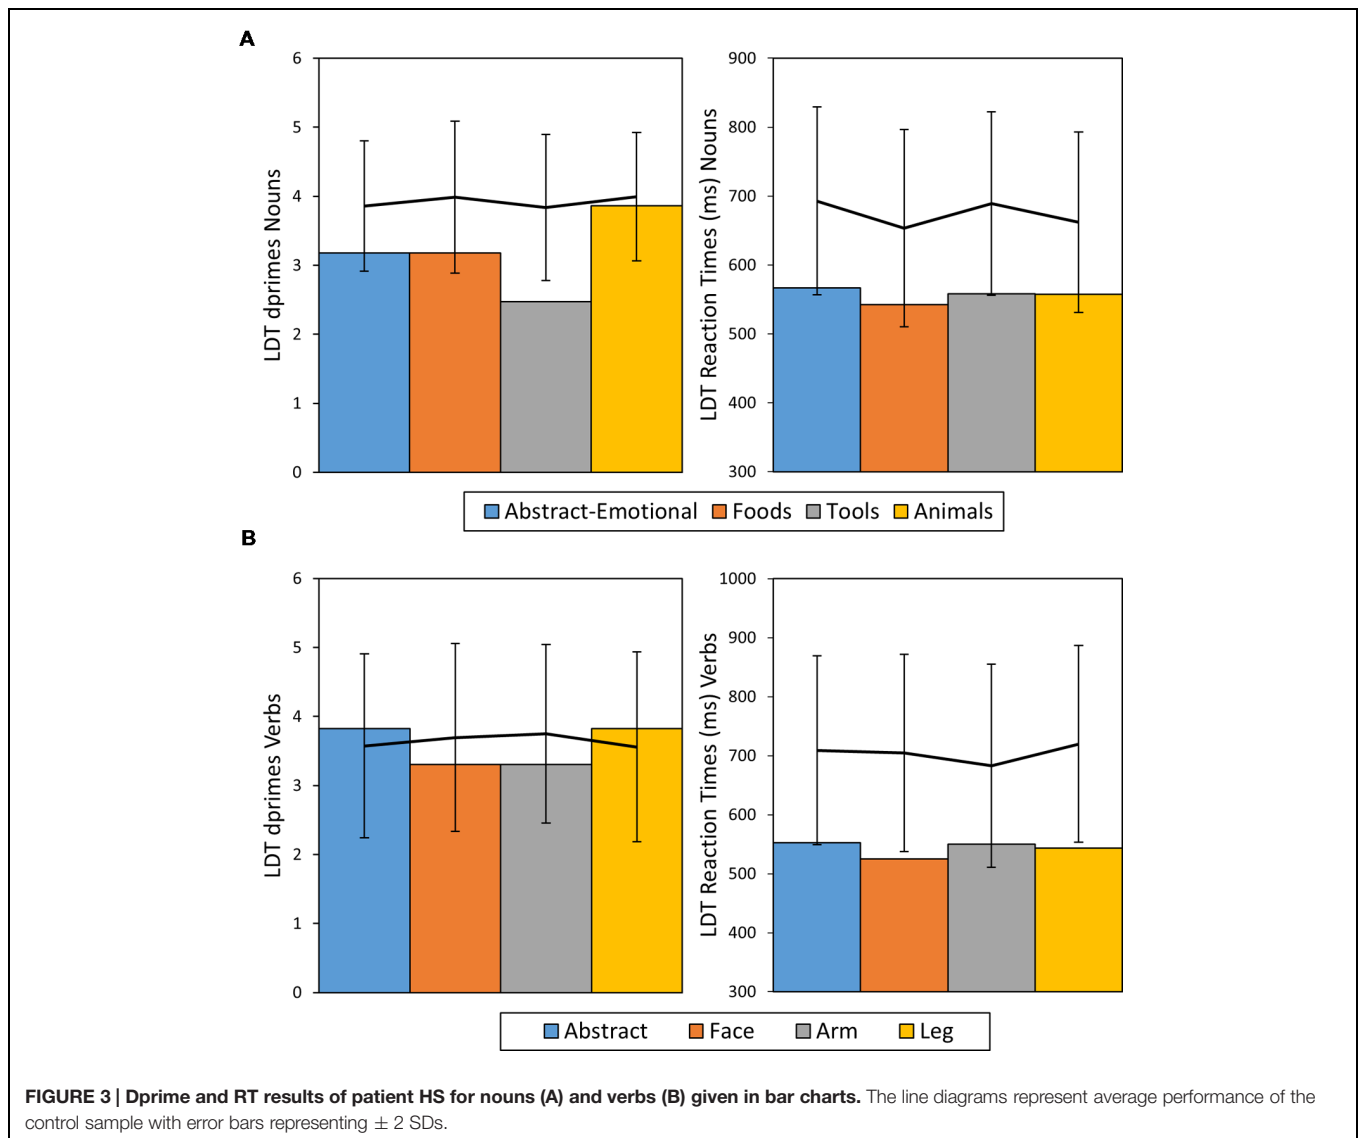 A
LDT dprimes Nouns
6
5
4
3
2
1
0
LDT Reaction Times (ms) Nouns
900
800
700
600
500
400
300
Abstract-Emotional Foods Tools Animals
B
LDT dprimes Verbs
6
5
4
3
2
1
0
LDT Reaction Times (ms) Verbs
1000
900
800
700
600
500
400
300
Abstract Face Arm Leg
FIGURE 3 | Dprime and RT results of patient HS for nouns (A) and verbs (B) given in bar charts. The line diagrams represent average performance of the
control sample with error bars representing ± 2 SDs.